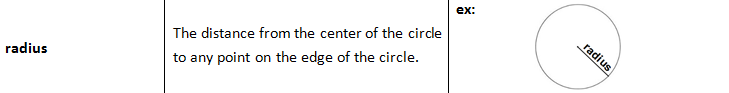 radius
The distance from the center of the circle
to any point on the edge of the circle.
ex:
radius